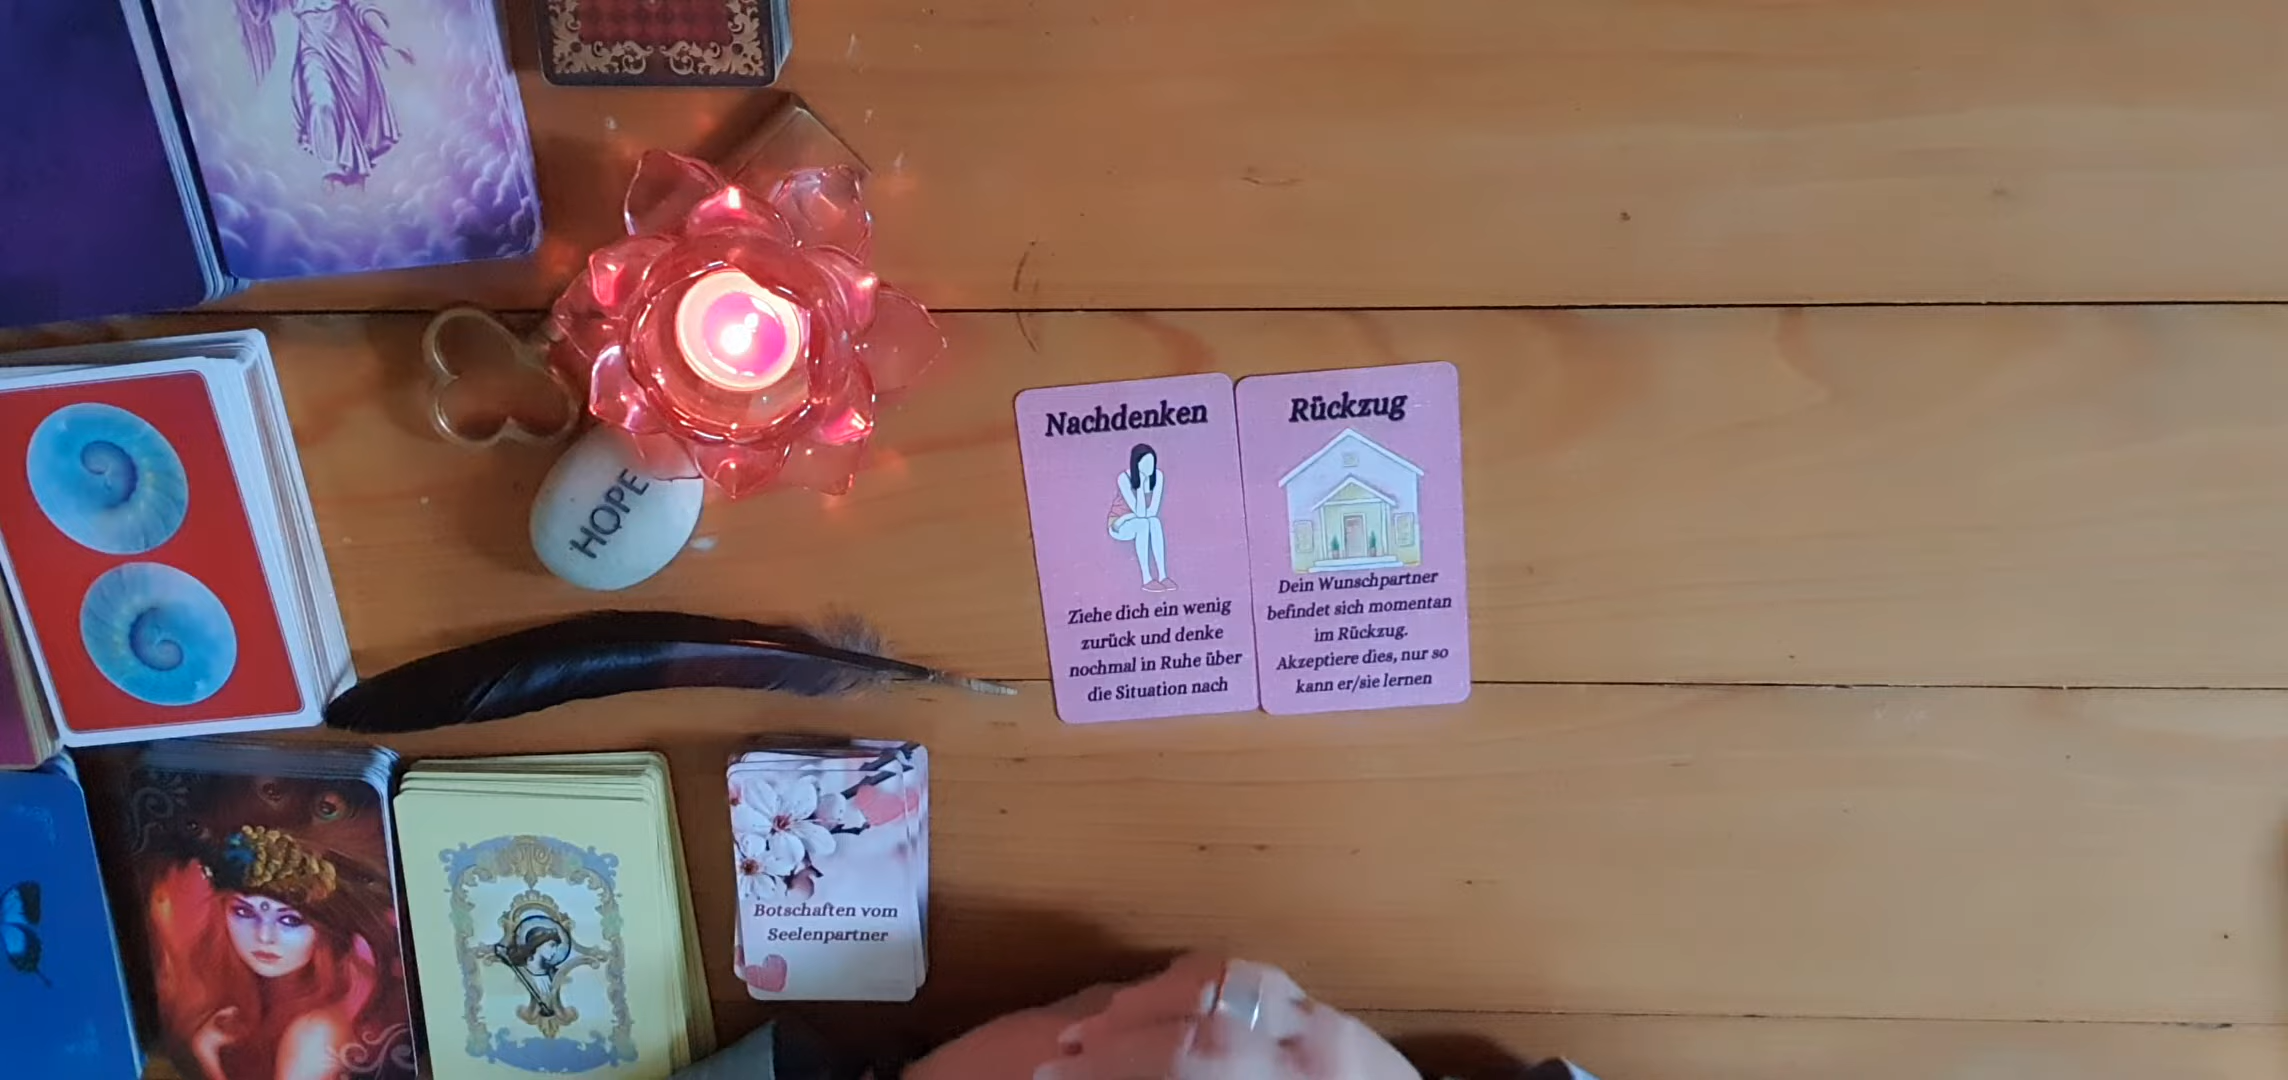 HOPE
Nachdenken
Ziehe dich ein wenig
zurück und denke
nochmal in Ruhe über
die Situation nach
Rückzug
Dein Wunschpartner
befindet sich momentan
im Rückzug.
Akzeptiere dies, nur so
kann er/sie lernen
Botschaften vom
Seelenpartner